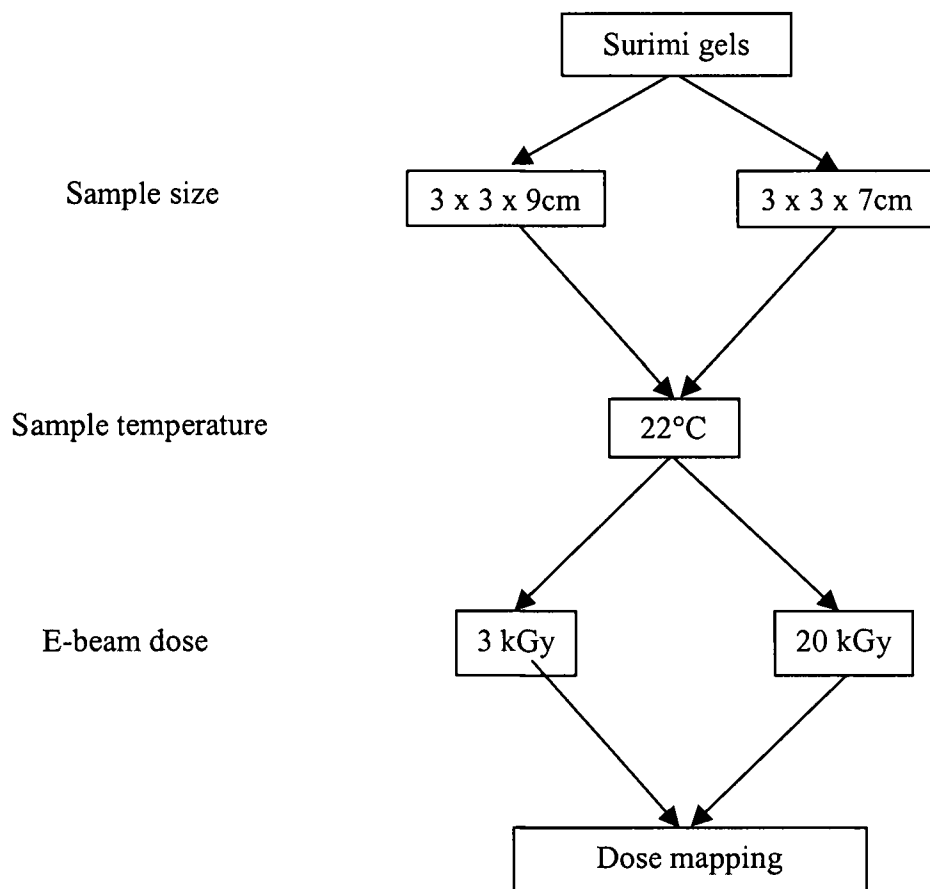 Surimi gels
Sample size
3 x 3 x 9cm
3 x 3 x 7cm
Sample temperature
22°C
E-beam dose
3 kGy
20 kGy
Dose mapping